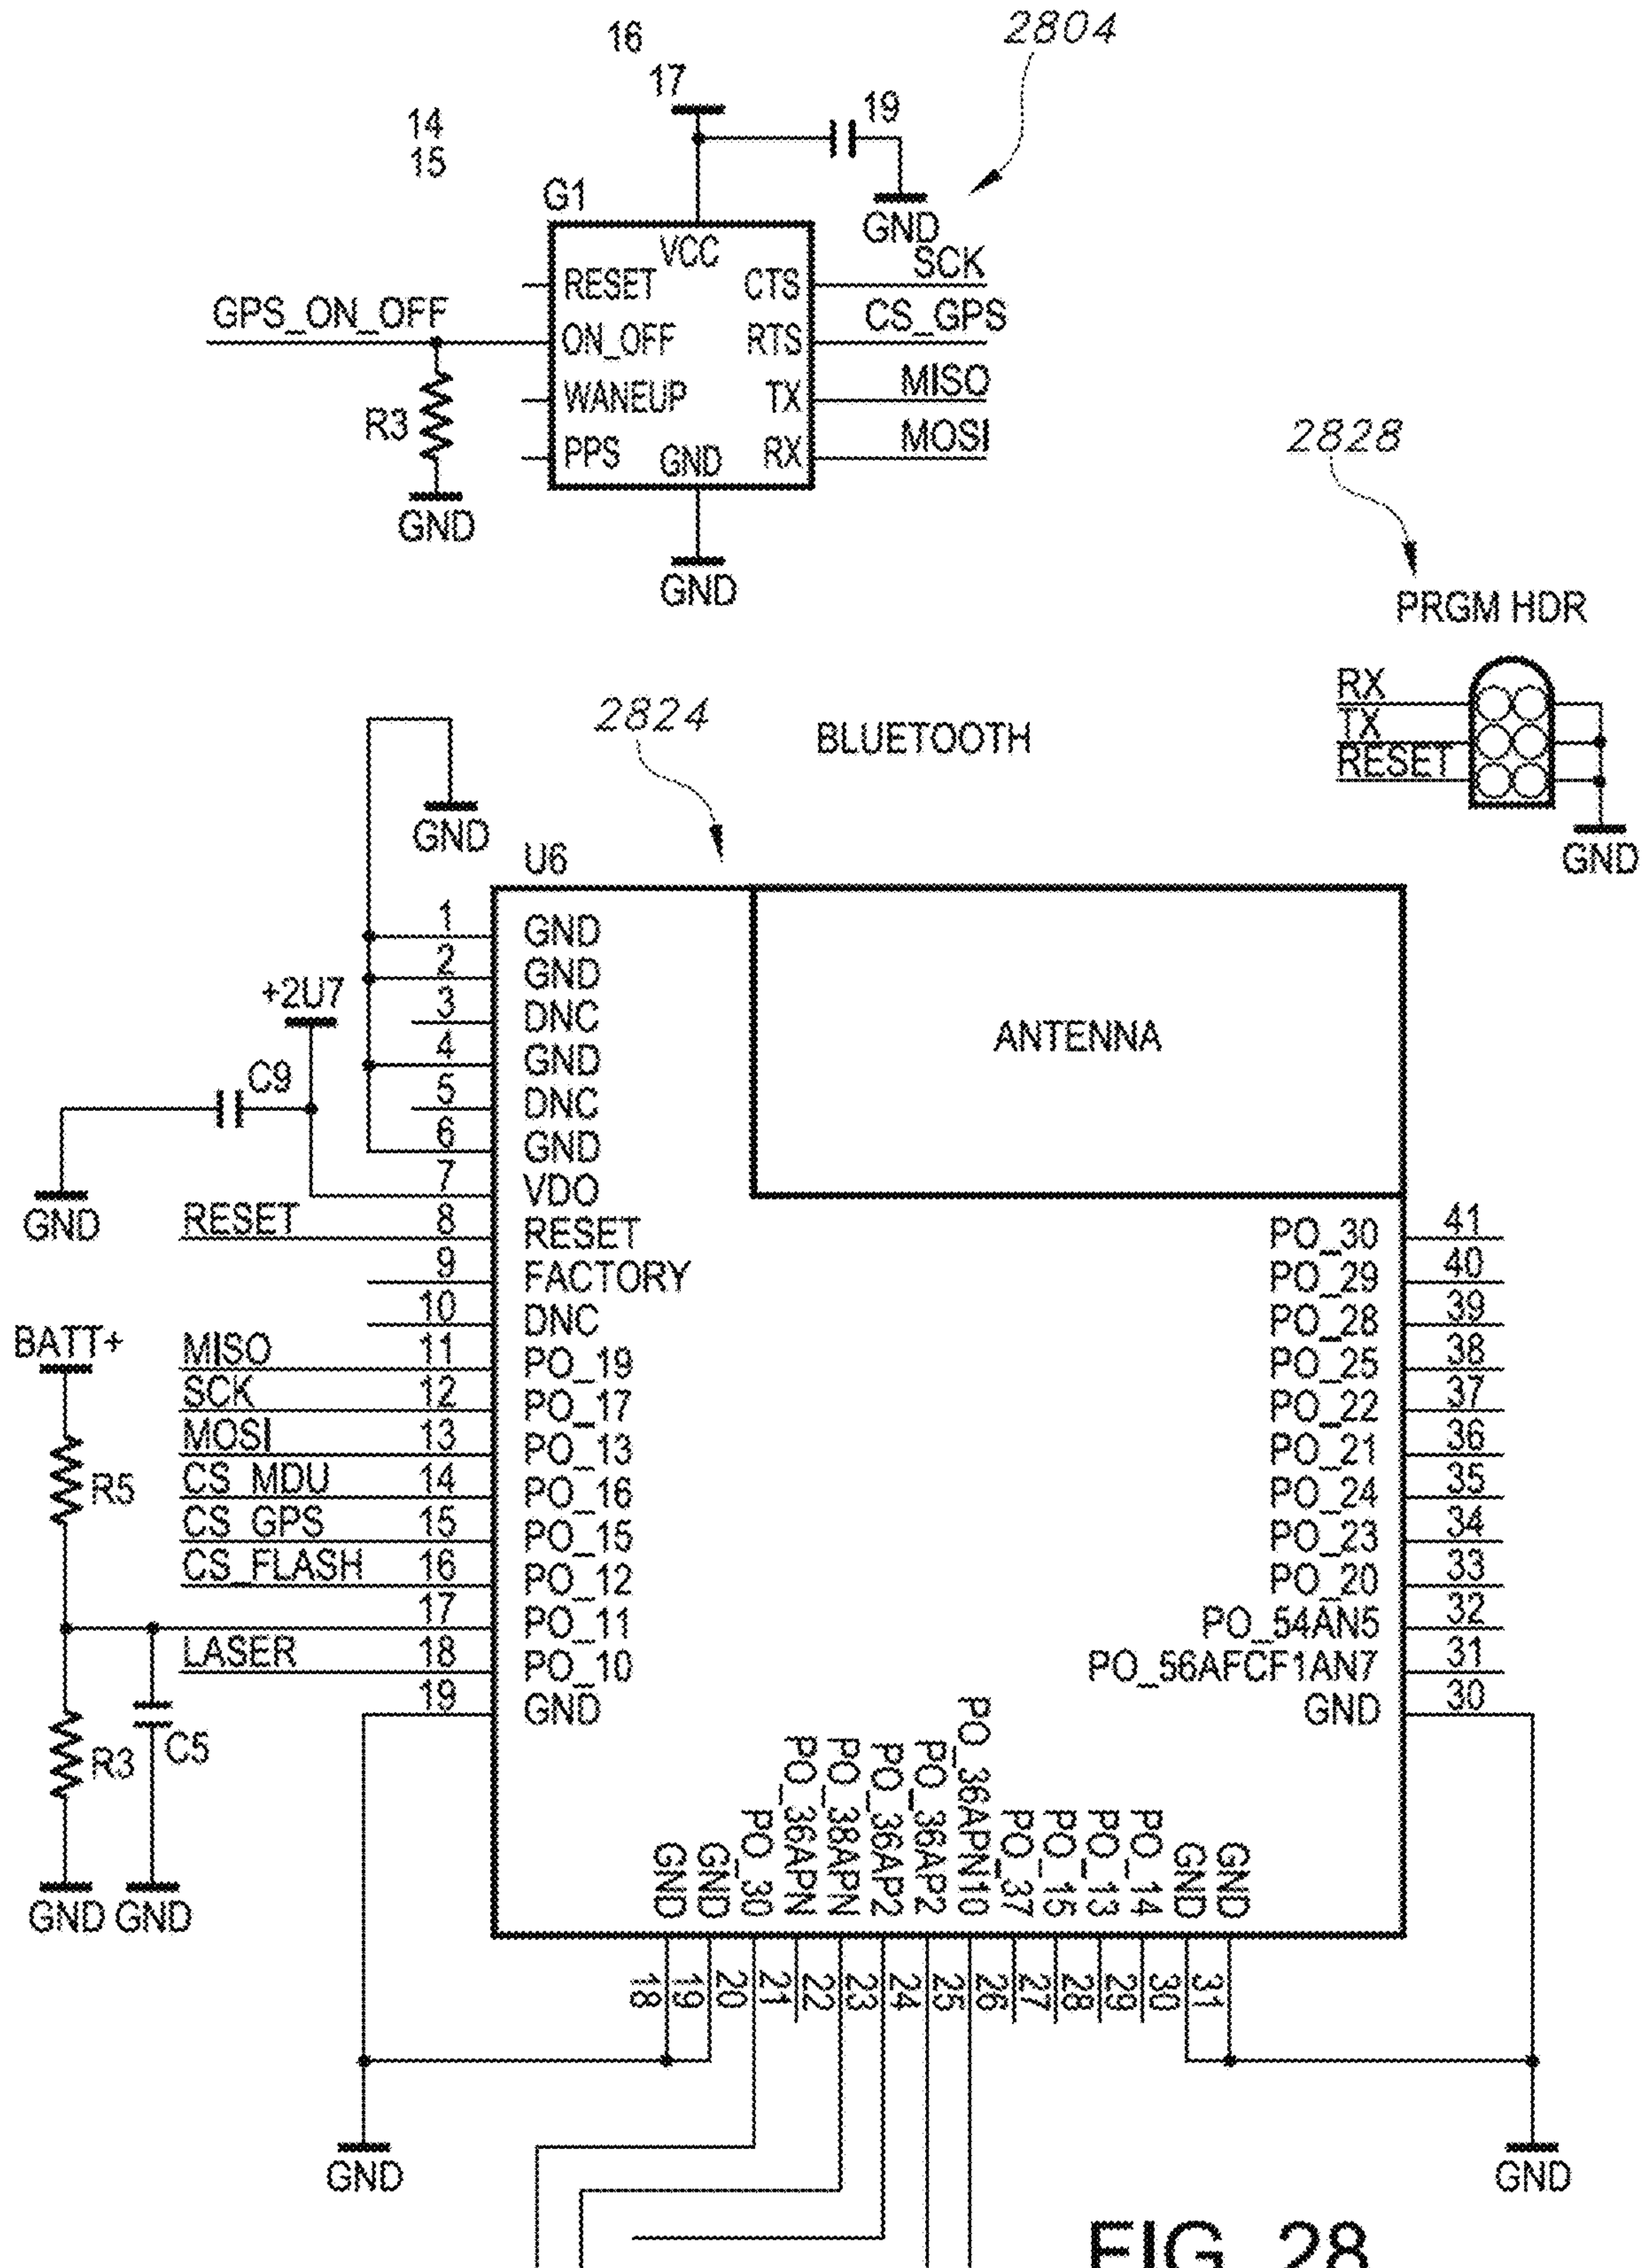 2804
16
17
19
14
15
G1
GND
VCC
SCK
RESET
CTS
GPS_ON_OFF
CS_GPS
ON_OFF
RTS
MISO
WANEUP
TX
R3
MOSI
PPS
GND
RX
GND
GND
2828
PRGM HDR
RX
TX
RESET
GND
2824
BLUETOOTH
GND
U6
ANTENNA
1 GND
2 GND
+2U7
3 DNC
4 GND
C9
5 DNC
6 GND
7 VDO
GND
RESET 8 RESET
9 FACTORY
10 DNC
BATT+
MISO 11 PO_19
SCK 12 PO_17
MOSI 13 PO_13
R5
CS_MDU 14 PO_16
CS_GPS 15 PO_15
CS_FLASH 16 PO_12
17 PO_11
LASER 18 PO_10
19 GND
R3
C5
GND
GND
PO_30 41
PO_29 40
PO_28 39
PO_25 38
PO_22 37
PO_21 36
PO_24 35
PO_23 34
PO_20 33
PO_54AN5 32
PO_56AFCF1AN7 31
GND 30
GND 18
GND 19
PO_30 20
PO_36APN 21
PO_38APN 22
PO_36AP2 23
PO_36AP2 24
PO_36APN10 25
PO_37 26
PO_15 27
PO_13 28
PO_14 29
GND 30
GND 31
GND
GND
FIG. 28